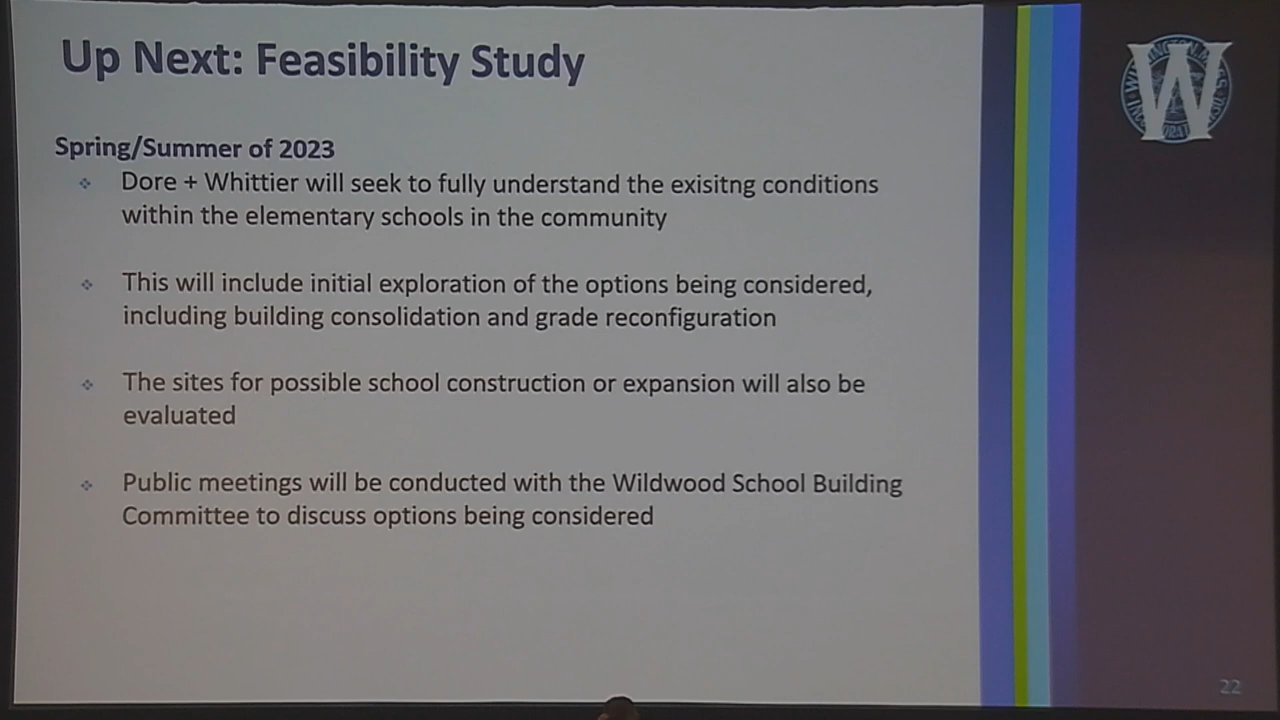 Up Next: Feasibility Study
Spring/Summer of 2023
Dore + Whittier will seek to fully understand the exisitng conditions
within the elementary schools in the community
This will include initial exploration of the options being considered,
including building consolidation and grade reconfiguration
The sites for possible school construction or expansion will also be
evaluated
Public meetings will be conducted with the Wildwood School Building
Committee to discuss options being considered
W
22